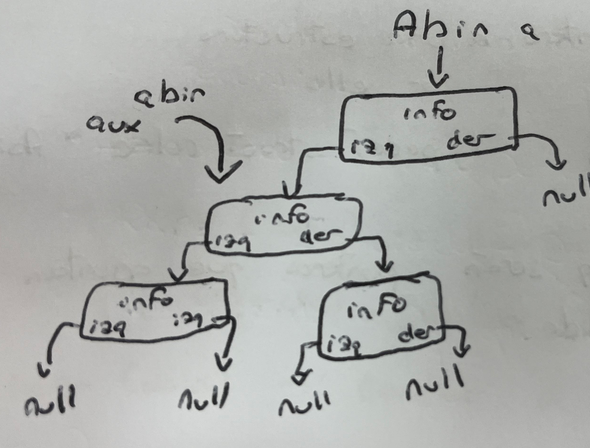 Abin a
abin
aux
info
izq der
null
info
izq der
info
izq izq
info
izq der
null
null
null
null